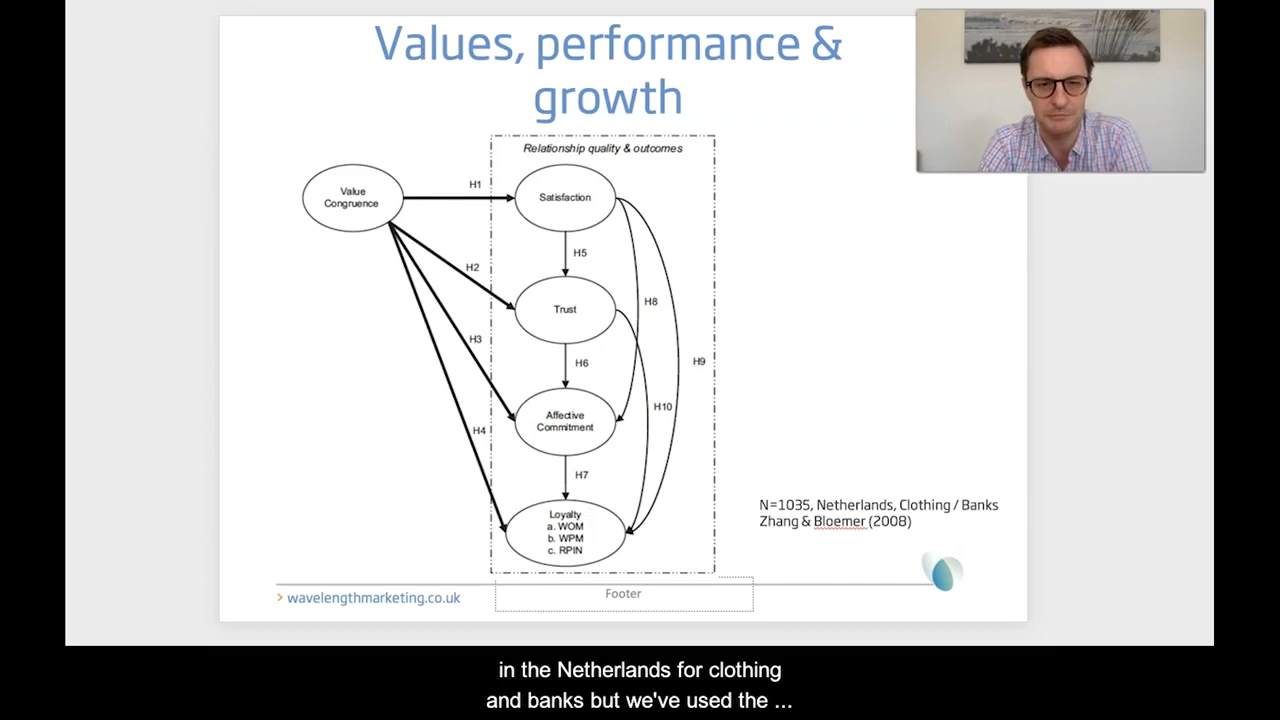 Values, performance &
growth
Relationship quality & outcomes
Value
Congruence
H1
Satisfaction
H5
H2
Trust
H8
H3
H6
H9
Affective
Commitment
H10
H4
H7
Loyalty
a. WOM
b. WPM
c. RPIN
N=1035, Netherlands, Clothing / Banks
Zhang & Bloemer (2008)
> wavelengthmarketing.co.uk
Footer
in the Netherlands for clothing
and banks but we've used the ...